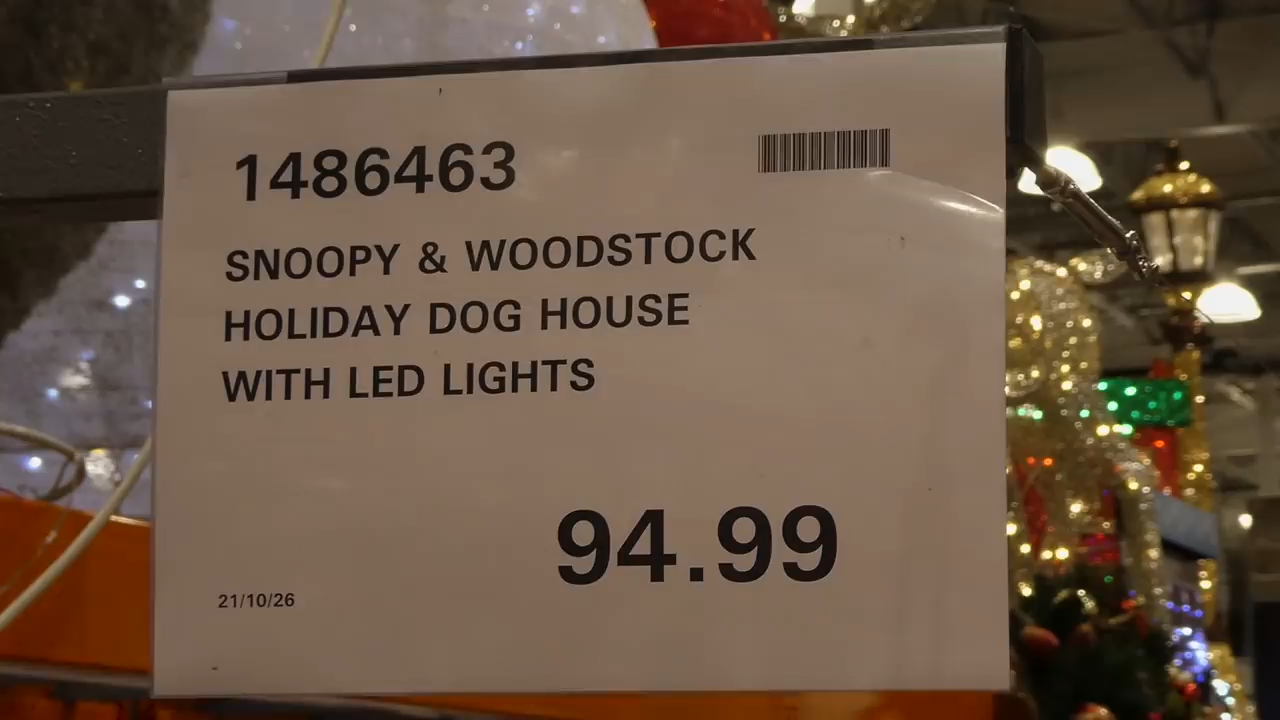 1486463
SNOOPY & WOODSTOCK
HOLIDAY DOG HOUSE
WITH LED LIGHTS
94.99
21/10/26